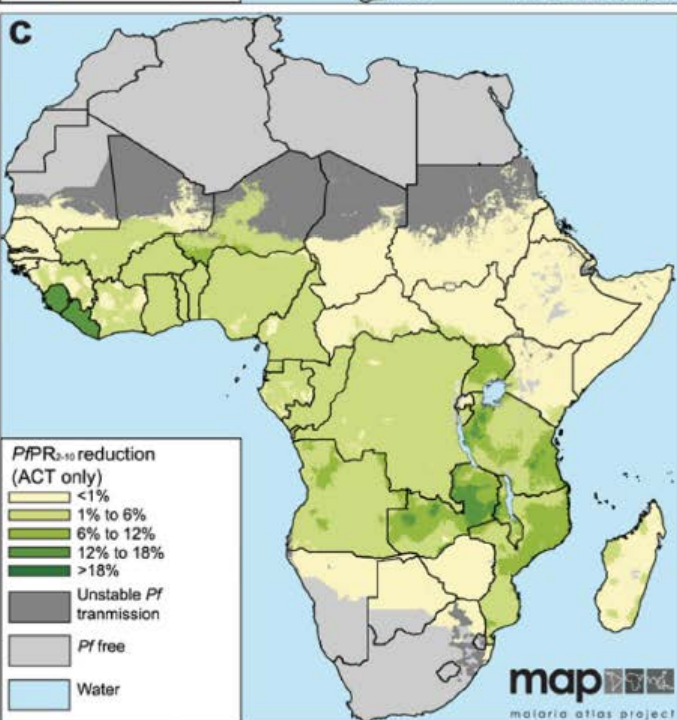 C
PfPR₂₋₁₀ reduction
(ACT only)
<1%
1% to 6%
6% to 12%
12% to 18%
>18%
Unstable Pf
tranmission
Pf free
Water
map
malaria atlas project